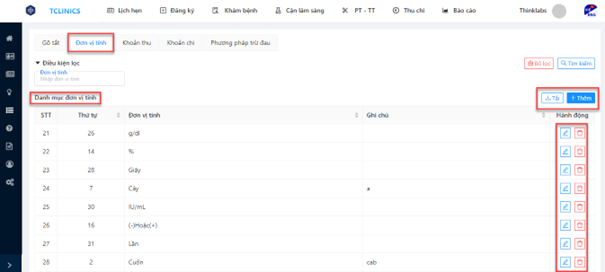 TCLINICS Lịch hẹn Đăng ký Khám bệnh Cận lâm sàng PT - TT Thu chi Báo cáo Thinklabs
Gõ tắt Đơn vị tính Khoản thu Khoản chi Phương pháp trừ đau
Điều kiện lọc Bỏ lọc Tìm kiếm
Đơn vị tính
Nhập đơn vị tính
Danh mục đơn vị tính Tải + Thêm
STT Thứ tự Đơn vị tính Ghi chú Hành động
21 26 g/dl
22 14 %
23 28 Giây
24 7 Cây a
25 30 IU/mL
26 16 (-)Hoặc(+)
27 31 Lần
28 2 Cuốn cab